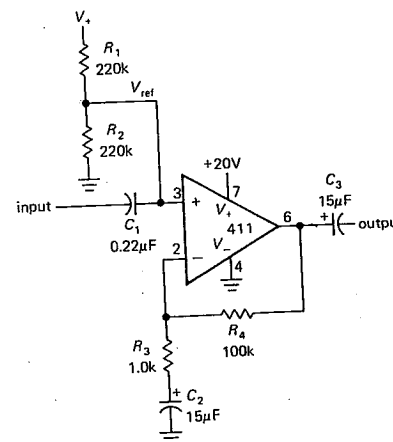 V+
R1
220k
Vref
R2
220k
+20V
C3
15µF
3
+
7
V+
411
6
+
input
output
C1
0.22µF
2
−
V−
4
R4
100k
R3
1.0k
+
C2
15µF